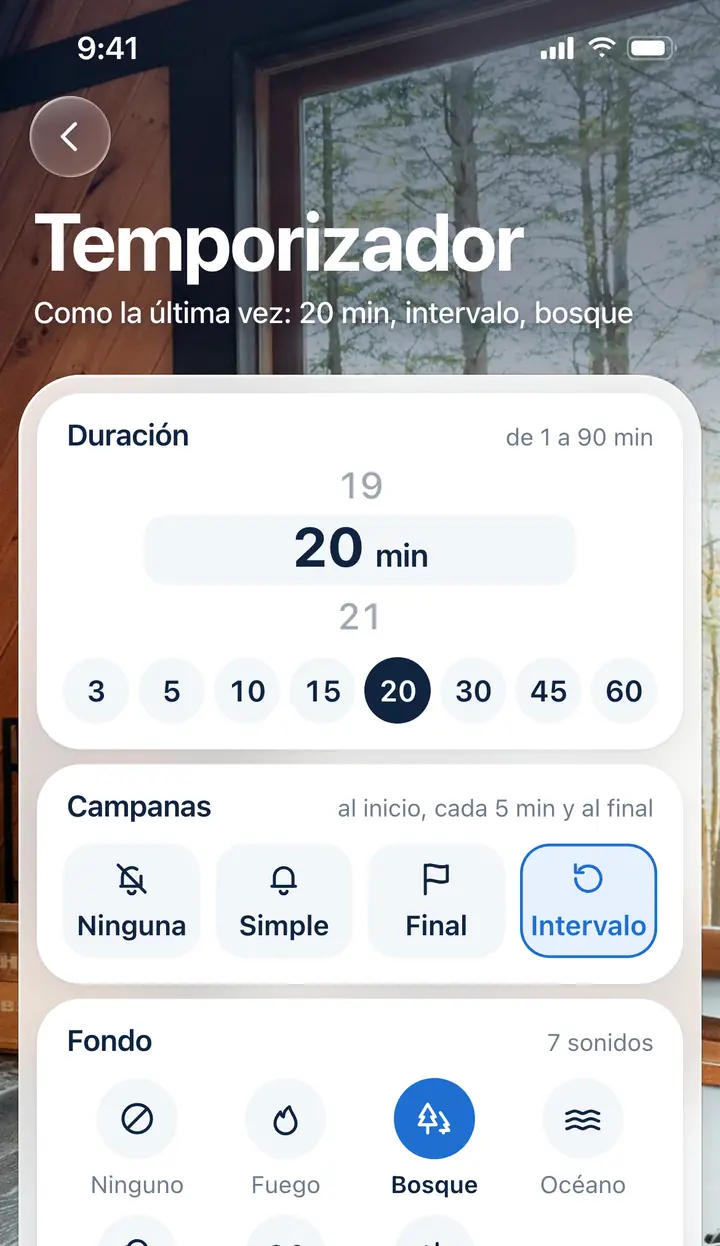 9:41
Temporizador
Como la última vez: 20 min, intervalo, bosque
Duración
de 1 a 90 min
19
20 min
21
3 5 10 15 20 30 45 60
Campanas
al inicio, cada 5 min y al final
Ninguna Simple Final Intervalo
Fondo
7 sonidos
Ninguno Fuego Bosque Océano